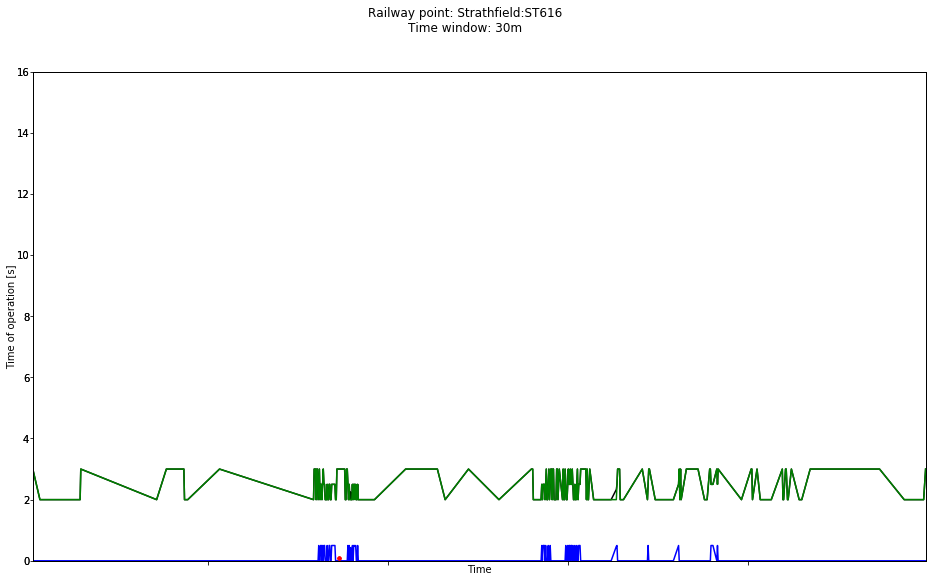 Railway point: Strathfield:ST616
Time window: 30m
16
14
12
10
8
6
4
2
0
Time of operation [s]
Time